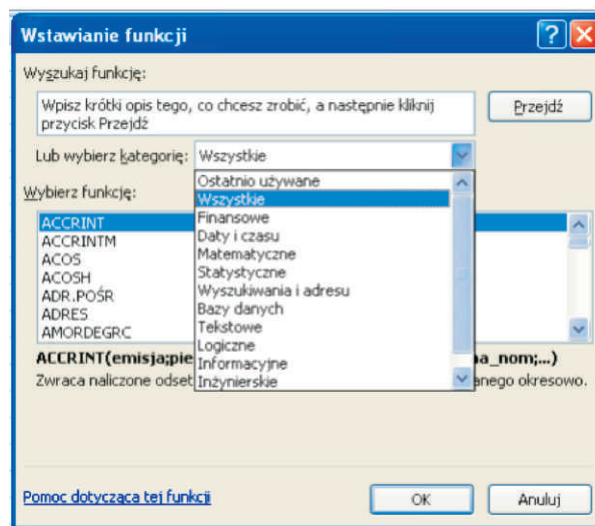 Wstawianie funkcji
Wyszukaj funkcję:
Wpisz krótki opis tego, co chcesz zrobić, a następnie kliknij
przycisk Przejdź
Przejdź
Lub wybierz kategorię: Wszystkie
Ostatnio używane
Wszystkie
Finansowe
Daty i czasu
Matematyczne
Statystyczne
Wyszukiwania i adresu
Bazy danych
Tekstowe
Logiczne
Informacyjne
Inżynierskie
Wybierz funkcję:
ACCRINT
ACCRINTM
ACOS
ACOSH
ADR.POŚR
ADRES
AMORDEGRC
ACCRINT(emisja;pie a_nom;...)
Zwraca naliczone odset anego okresowo.
Pomoc dotycząca tej funkcji
OK
Anuluj